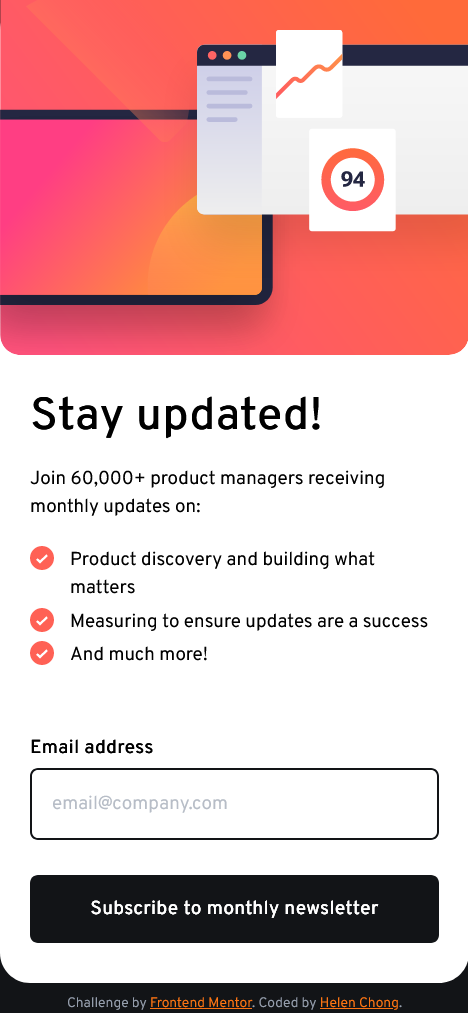 94
Stay updated!
Join 60,000+ product managers receiving
monthly updates on:
Product discovery and building what
matters
Measuring to ensure updates are a success
And much more!
Email address
email@company.com
Subscribe to monthly newsletter
Challenge by Frontend Mentor. Coded by Helen Chong.